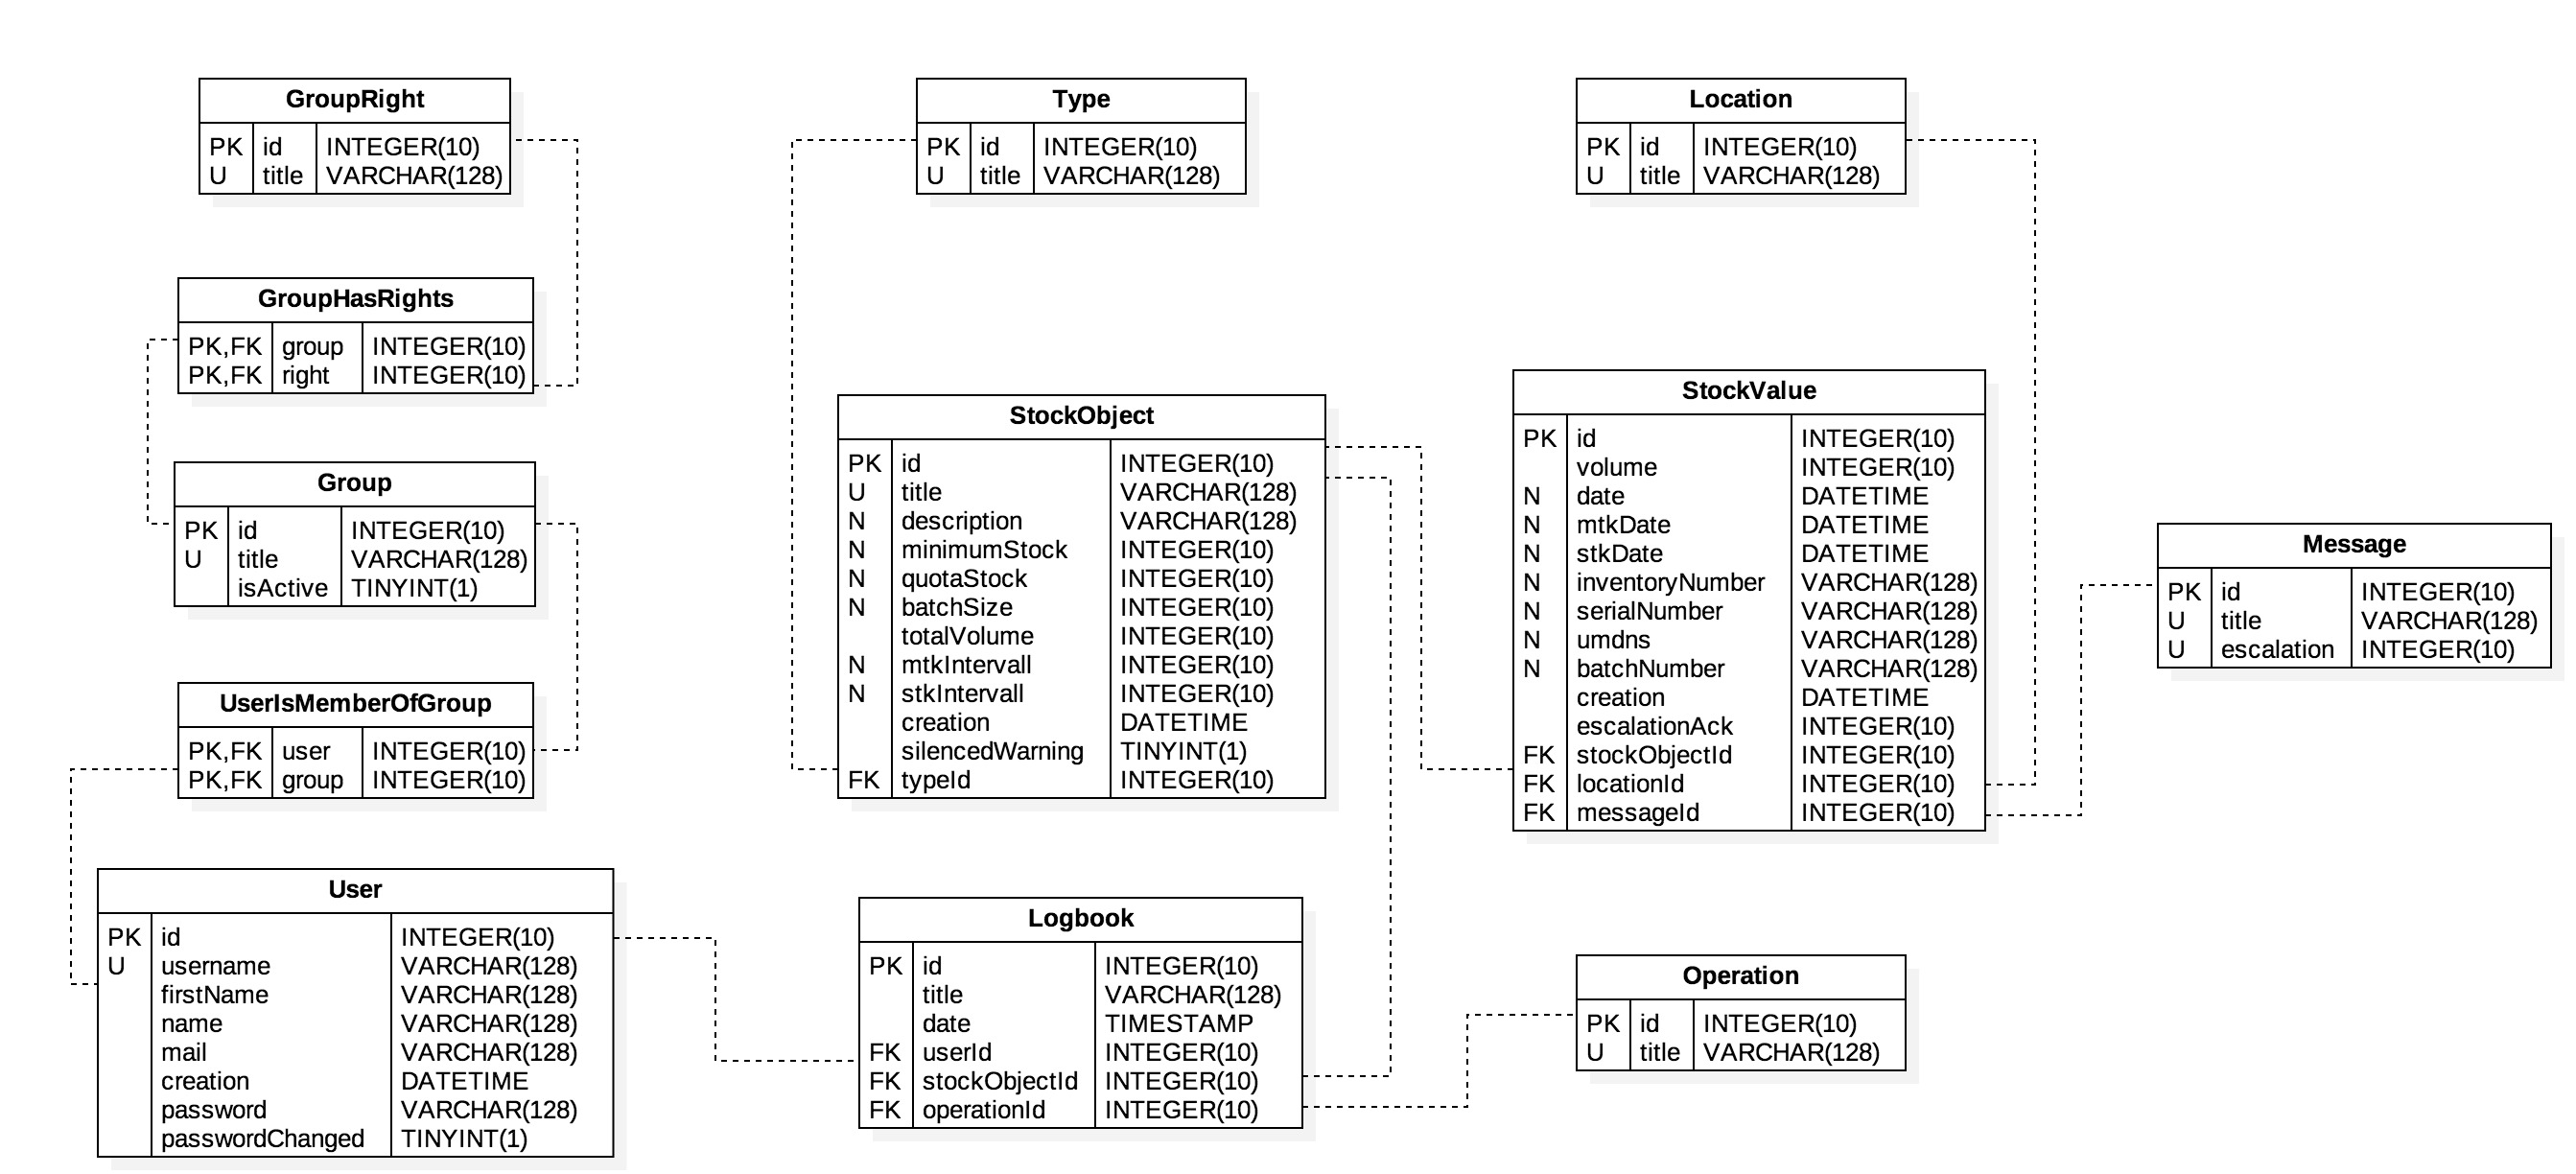 GroupRight
PK id INTEGER(10)
U title VARCHAR(128)
Type
PK id INTEGER(10)
U title VARCHAR(128)
Location
PK id INTEGER(10)
U title VARCHAR(128)
GroupHasRights
PK,FK group INTEGER(10)
PK,FK right INTEGER(10)
Group
PK id INTEGER(10)
U title VARCHAR(128)
isActive TINYINT(1)
UserIsMemberOfGroup
PK,FK user INTEGER(10)
PK,FK group INTEGER(10)
User
PK id INTEGER(10)
U username VARCHAR(128)
firstName VARCHAR(128)
name VARCHAR(128)
mail VARCHAR(128)
creation DATETIME
password VARCHAR(128)
passwordChanged TINYINT(1)
StockObject
PK id INTEGER(10)
U title VARCHAR(128)
N description VARCHAR(128)
N minimumStock INTEGER(10)
N quotaStock INTEGER(10)
N batchSize INTEGER(10)
totalVolume INTEGER(10)
N mtkIntervall INTEGER(10)
N stkIntervall INTEGER(10)
creation DATETIME
silencedWarning TINYINT(1)
FK typeId INTEGER(10)
Logbook
PK id INTEGER(10)
title VARCHAR(128)
date TIMESTAMP
FK userId INTEGER(10)
FK stockObjectId INTEGER(10)
FK operationId INTEGER(10)
StockValue
PK id INTEGER(10)
volume INTEGER(10)
N date DATETIME
N mtkDate DATETIME
N stkDate DATETIME
N inventoryNumber VARCHAR(128)
N serialNumber VARCHAR(128)
N umdns VARCHAR(128)
N batchNumber VARCHAR(128)
creation DATETIME
escalationAck INTEGER(10)
FK stockObjectId INTEGER(10)
FK locationId INTEGER(10)
FK messageId INTEGER(10)
Message
PK id INTEGER(10)
U title VARCHAR(128)
U escalation INTEGER(10)
Operation
PK id INTEGER(10)
U title VARCHAR(128)